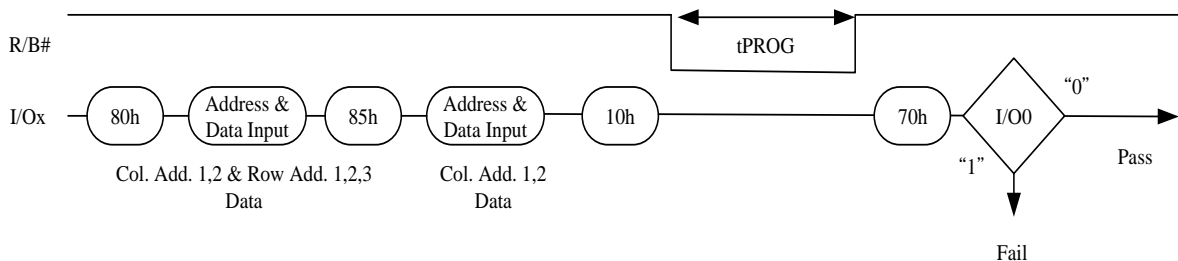 R/B#
tPROG
I/Ox
80h
Address &
Data Input
85h
Address &
Data Input
10h
70h
I/O0
“0”
“1”
Pass
Col. Add. 1,2 & Row Add. 1,2,3
Data
Col. Add. 1,2
Data
Fail